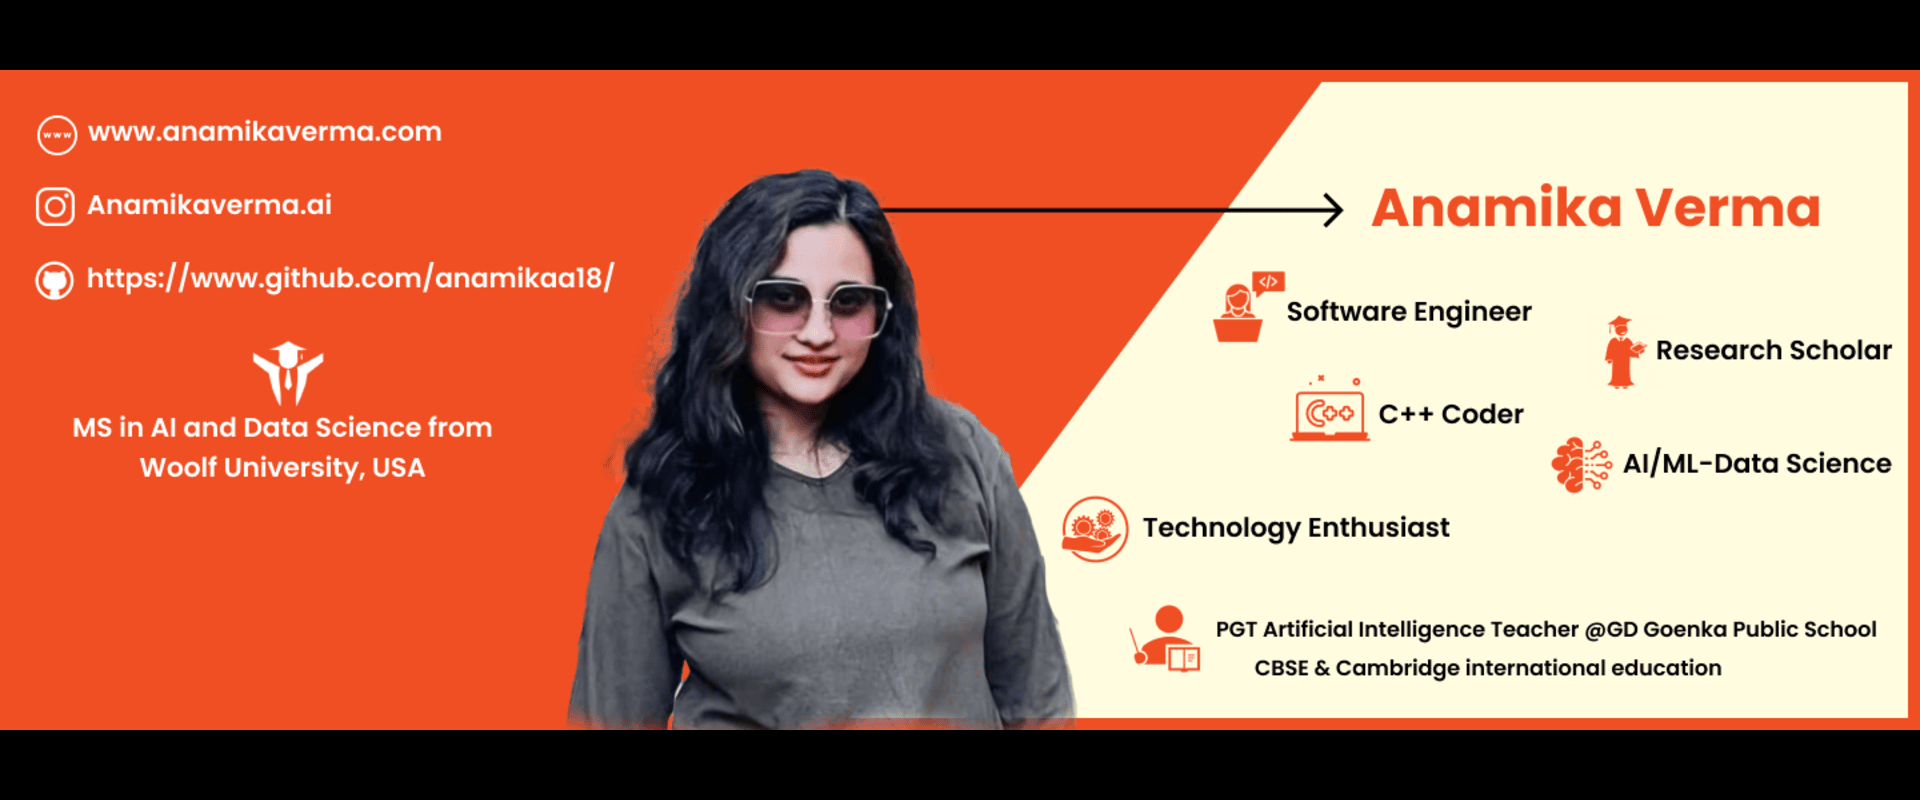 www
www.anamikaverma.com
Anamikaverma.ai
https://www.github.com/anamikaa18/
MS in AI and Data Science from
Woolf University, USA
Anamika Verma
</>
Software Engineer
Research Scholar
C++
C++ Coder
AI/ML-Data Science
Technology Enthusiast
PGT Artificial Intelligence Teacher @GD Goenka Public School
CBSE & Cambridge international education